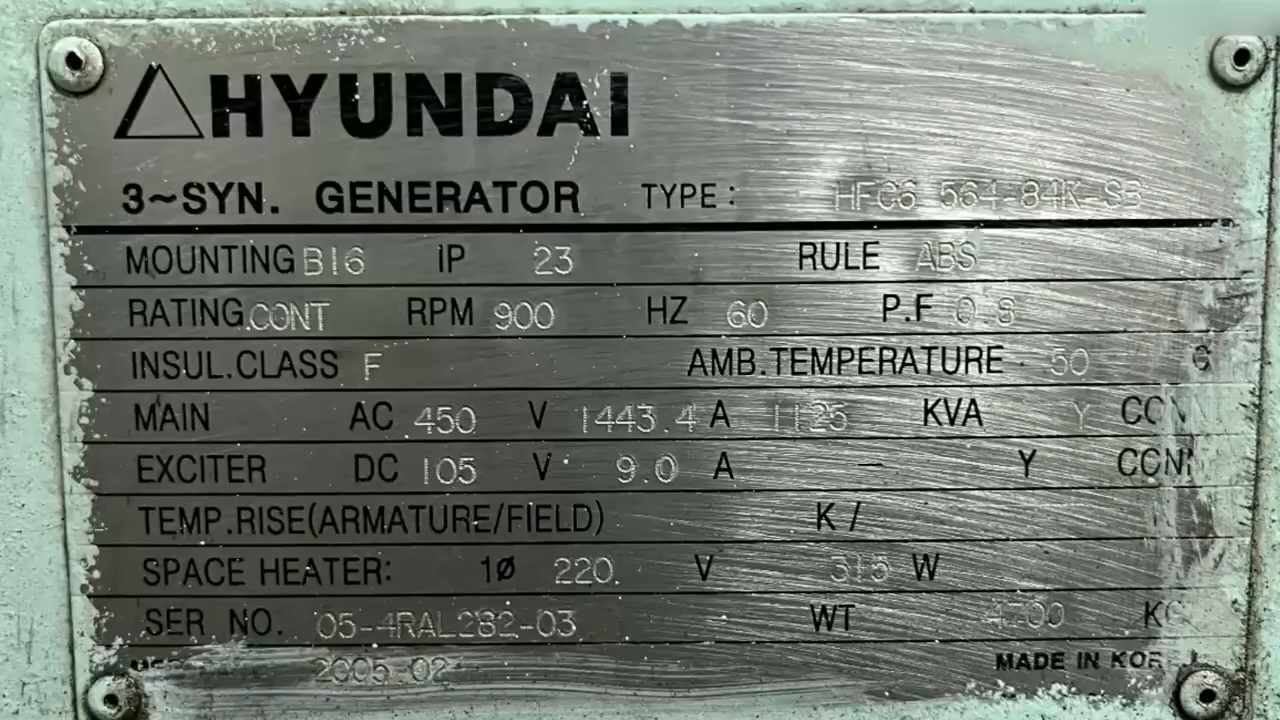 HYUNDAI
3~SYN. GENERATOR TYPE: HFC6 564-84K-SB
MOUNTING B16 IP 23 RULE ABS
RATING.CONT RPM 900 HZ 60 P.F 0.8
INSUL.CLASS F AMB.TEMPERATURE 50 C
MAIN AC 450 V 1443.4 A 1125 KVA Y CONN
EXCITER DC 105 V 9.0 A — Y CONN
TEMP.RISE(ARMATURE/FIELD) K /
SPACE HEATER: 1Ø 220. V 315 W
SER NO. 05-4RAL282-03 WT 4700 KG
2005-02 MADE IN KOREA